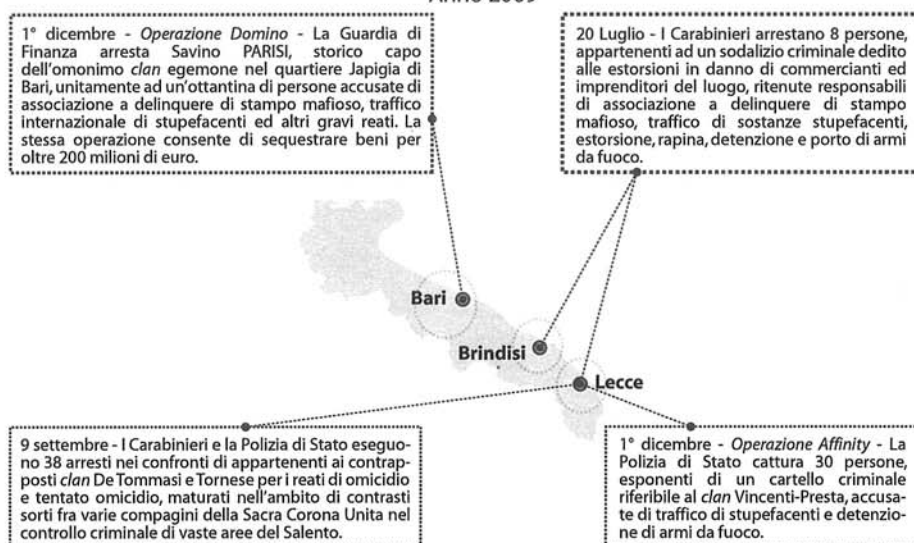 1° dicembre - Operazione Domino - La Guardia di
Finanza arresta Savino PARISI, storico capo
dell'omonimo clan egemone nel quartiere Japigia di
Bari, unitamente ad un'ottantina di persone accusate di
associazione a delinquere di stampo mafioso, traffico
internazionale di stupefacenti ed altri gravi reati. La
stessa operazione consente di sequestrare beni per
oltre 200 milioni di euro.
20 Luglio - I Carabinieri arrestano 8 persone,
appartenenti ad un sodalizio criminale dedito
alle estorsioni in danno di commercianti ed
imprenditori del luogo, ritenute responsabili
di associazione a delinquere di stampo
mafioso, traffico di sostanze stupefacenti,
estorsione, rapina, detenzione e porto di armi
da fuoco.
Bari
Brindisi
Lecce
9 settembre - I Carabinieri e la Polizia di Stato eseguo-
no 38 arresti nei confronti di appartenenti ai contrap-
posti clan De Tommasi e Tornese per i reati di omicidio
e tentato omicidio, maturati nell'ambito di contrasti
sorti fra varie compagini della Sacra Corona Unita nel
controllo criminale di vaste aree del Salento.
1° dicembre - Operazione Affinity - La
Polizia di Stato cattura 30 persone,
esponenti di un cartello criminale
riferibile al clan Vincenti-Presta, accusa-
te di traffico di stupefacenti e detenzio-
ne di armi da fuoco.